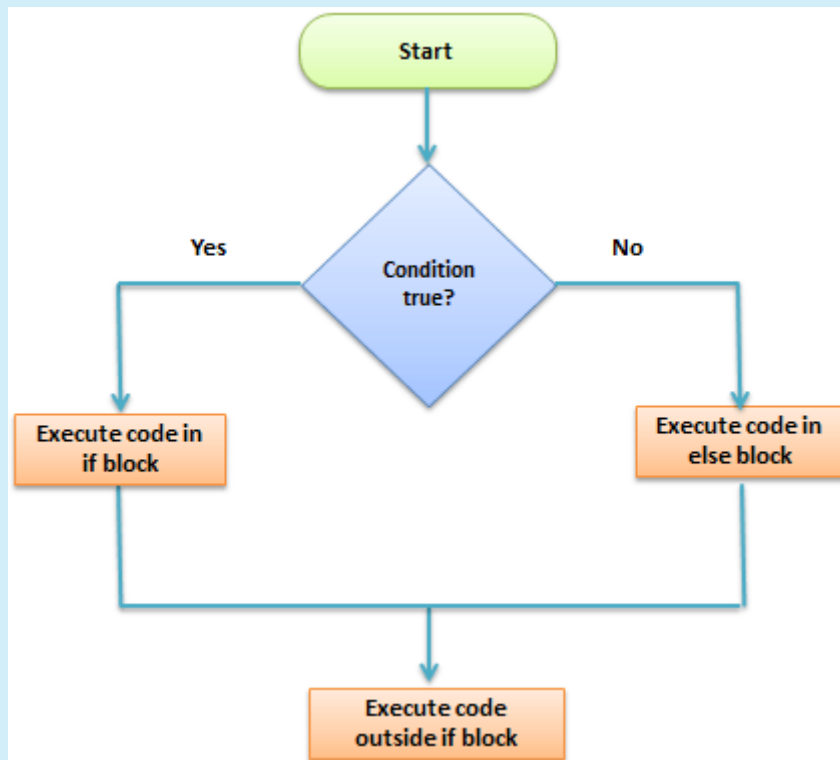 Start
Yes
No
Condition
true?
Execute code in
if block
Execute code in
else block
Execute code
outside if block